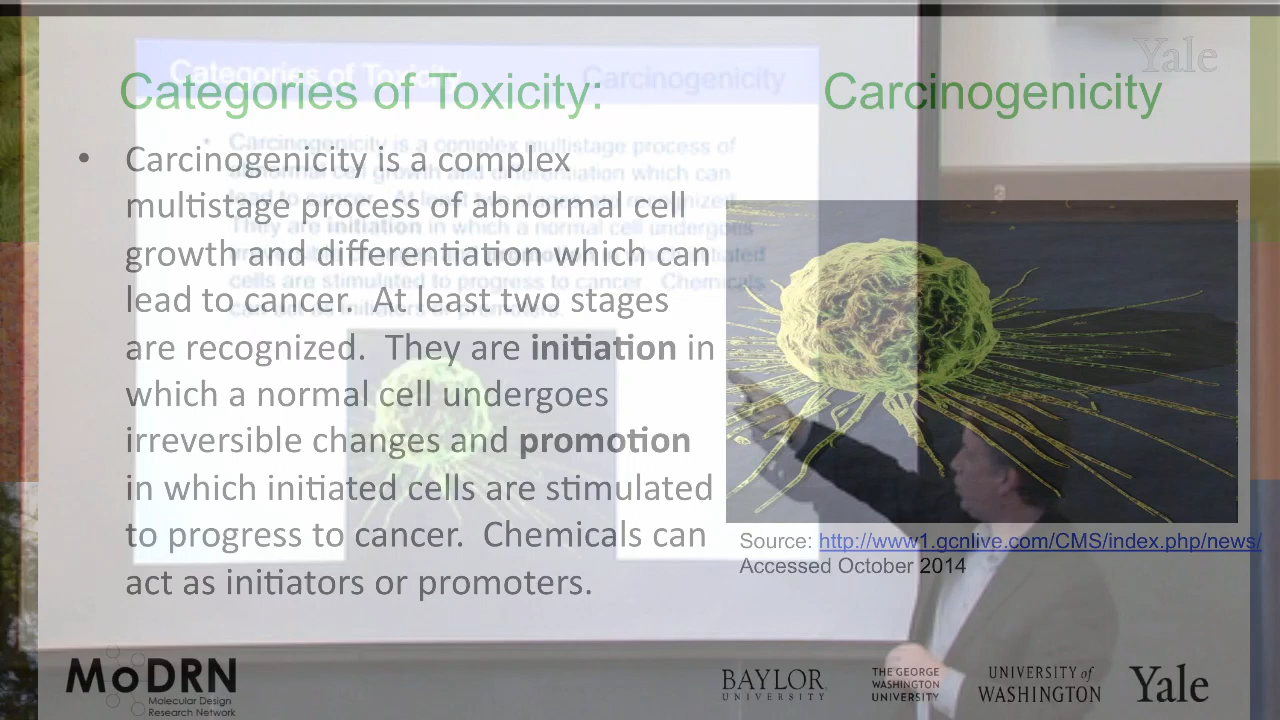 Yale
Categories of Toxicity: Carcinogenicity
Categories of Toxicity Carcinogenicity
• Carcinogenicity is a complex
multistage process of abnormal cell
growth and differentiation which can
lead to cancer. At least two stages
are recognized. They are initiation in
which a normal cell undergoes
irreversible changes and promotion
in which initiated cells are stimulated
to progress to cancer. Chemicals can
act as initiators or promoters.
Source: http://www1.gcnlive.com/CMS/index.php/news/
Accessed October 2014
MoDRN
Molecular Design
Research Network
BAYLOR
UNIVERSITY
THE GEORGE
WASHINGTON
UNIVERSITY
UNIVERSITY of
WASHINGTON
Yale